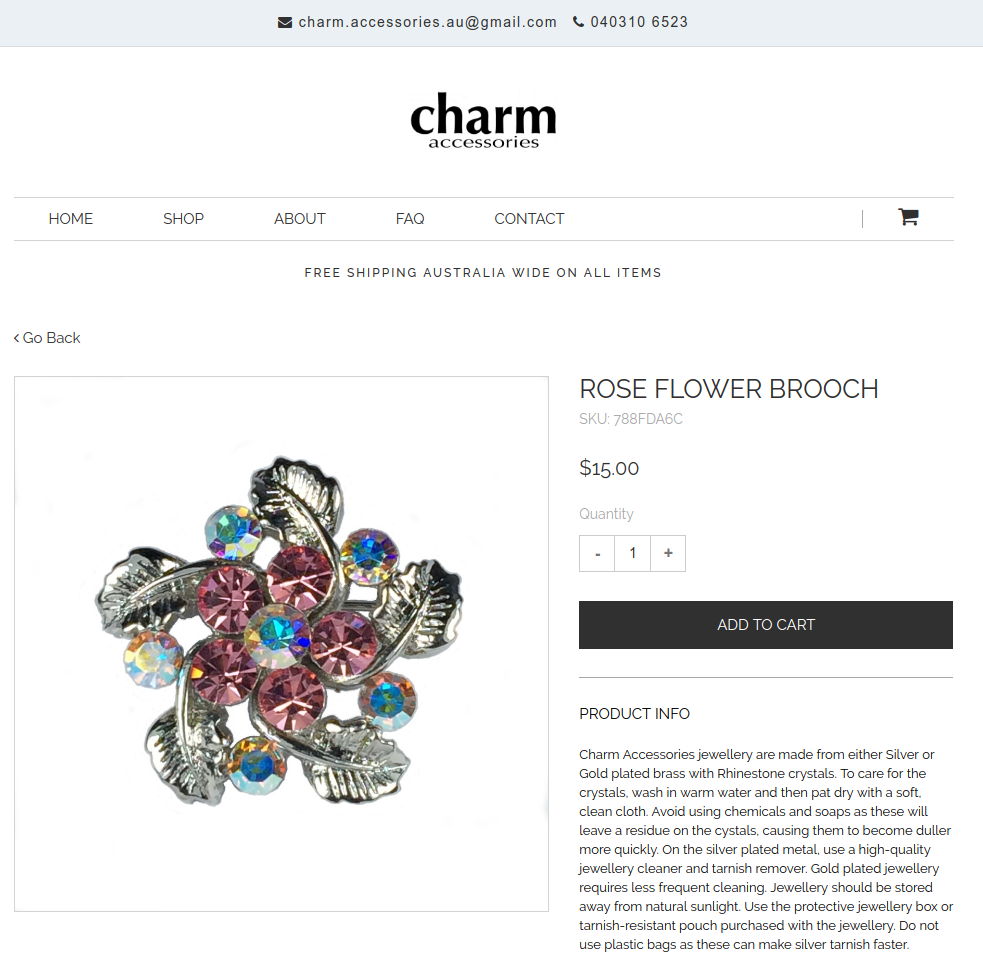 charm.accessories.au@gmail.com 040310 6523
charm
accessories
HOME SHOP ABOUT FAQ CONTACT
FREE SHIPPING AUSTRALIA WIDE ON ALL ITEMS
Go Back
ROSE FLOWER BROOCH
SKU: 788FDA6C
$15.00
Quantity
- 1 +
ADD TO CART
PRODUCT INFO
Charm Accessories jewellery are made from either Silver or
Gold plated brass with Rhinestone crystals. To care for the
crystals, wash in warm water and then pat dry with a soft,
clean cloth. Avoid using chemicals and soaps as these will
leave a residue on the cystals, causing them to become duller
more quickly. On the silver plated metal, use a high-quality
jewellery cleaner and tarnish remover. Gold plated jewellery
requires less frequent cleaning. Jewellery should be stored
away from natural sunlight. Use the protective jewellery box or
tarnish-resistant pouch purchased with the jewellery. Do not
use plastic bags as these can make silver tarnish faster.